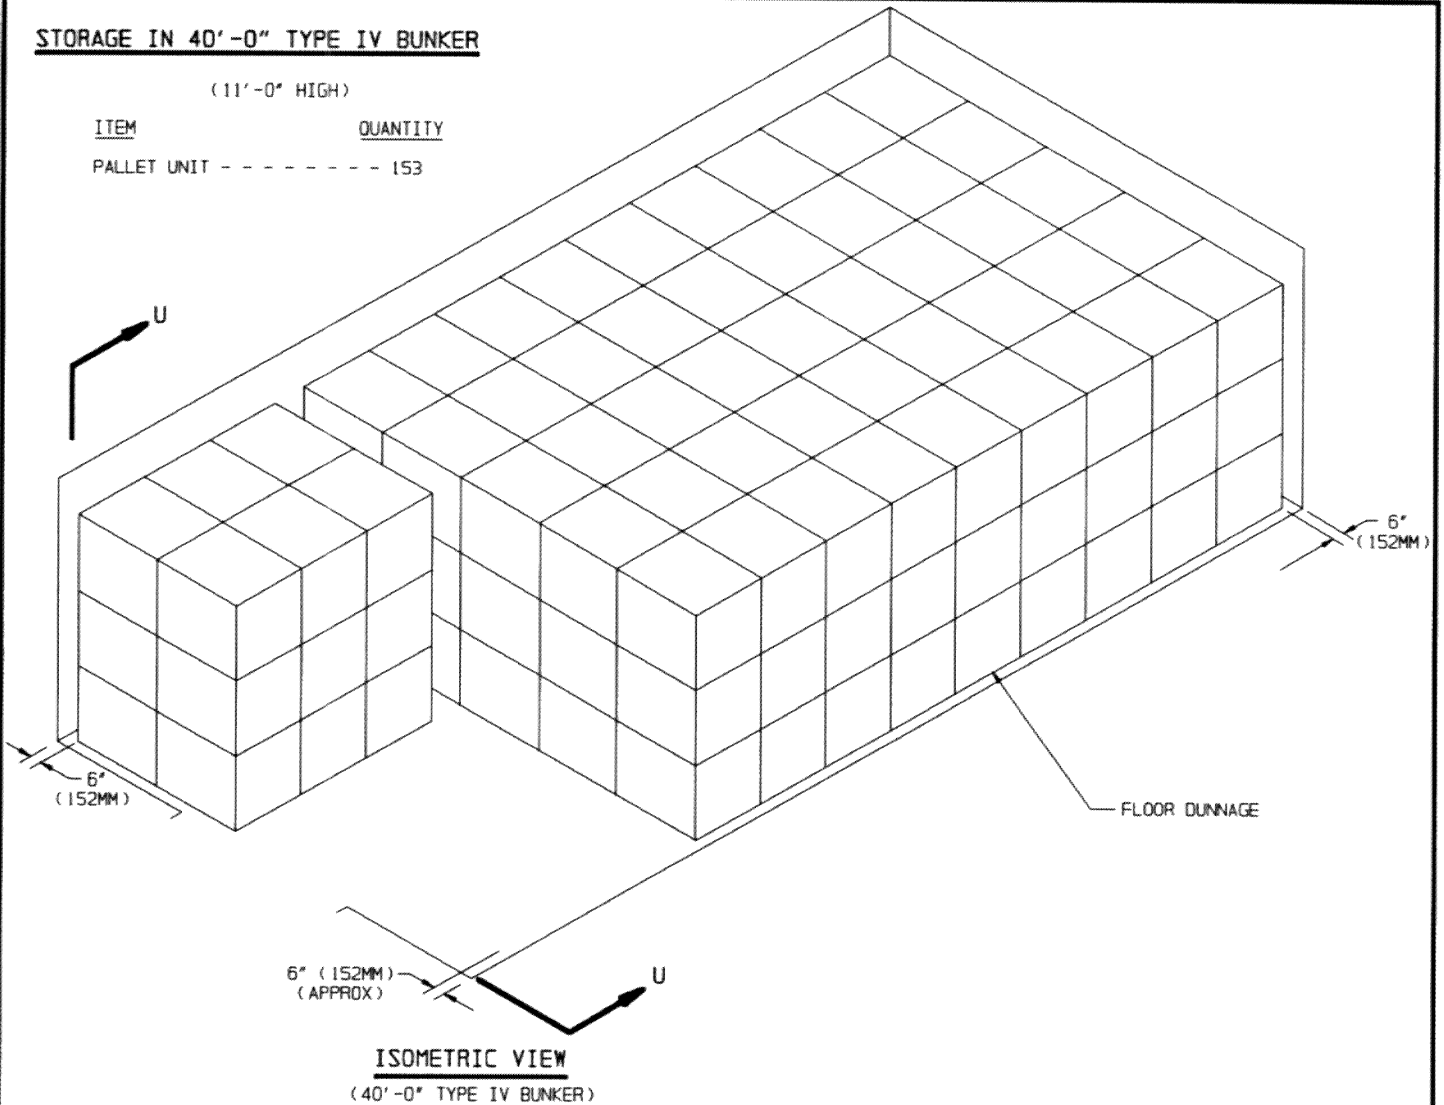 STORAGE IN 40'-0" TYPE IV BUNKER
(11'-0" HIGH)
ITEM QUANTITY
PALLET UNIT - - - - - - - - 153
U
6"
(152MM)
6"
(152MM)
FLOOR DUNNAGE
6" (152MM)
(APPROX)
U
ISOMETRIC VIEW
(40'-0" TYPE IV BUNKER)